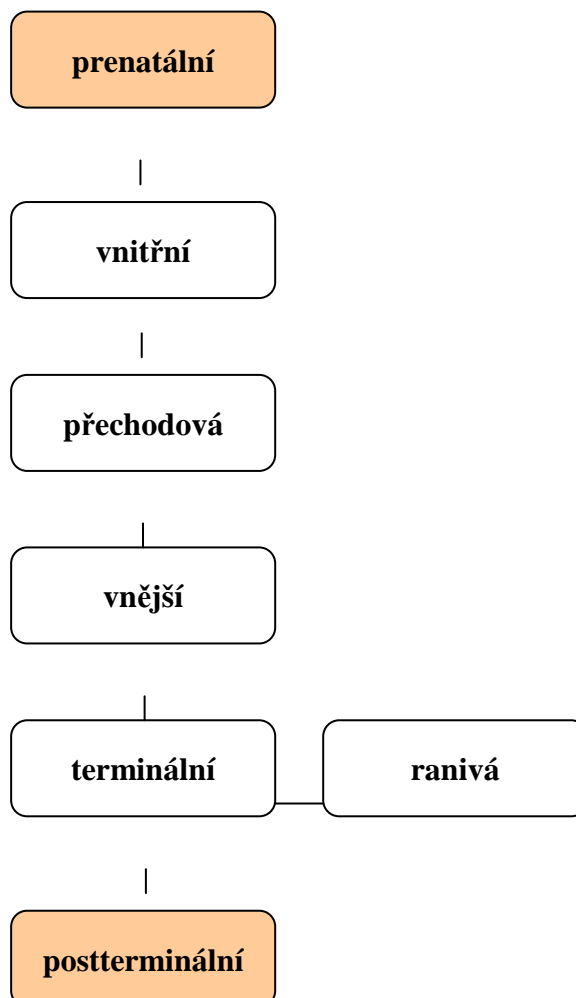 prenatální
vnitřní
přechodová
vnější
terminální
ranivá
postterminální